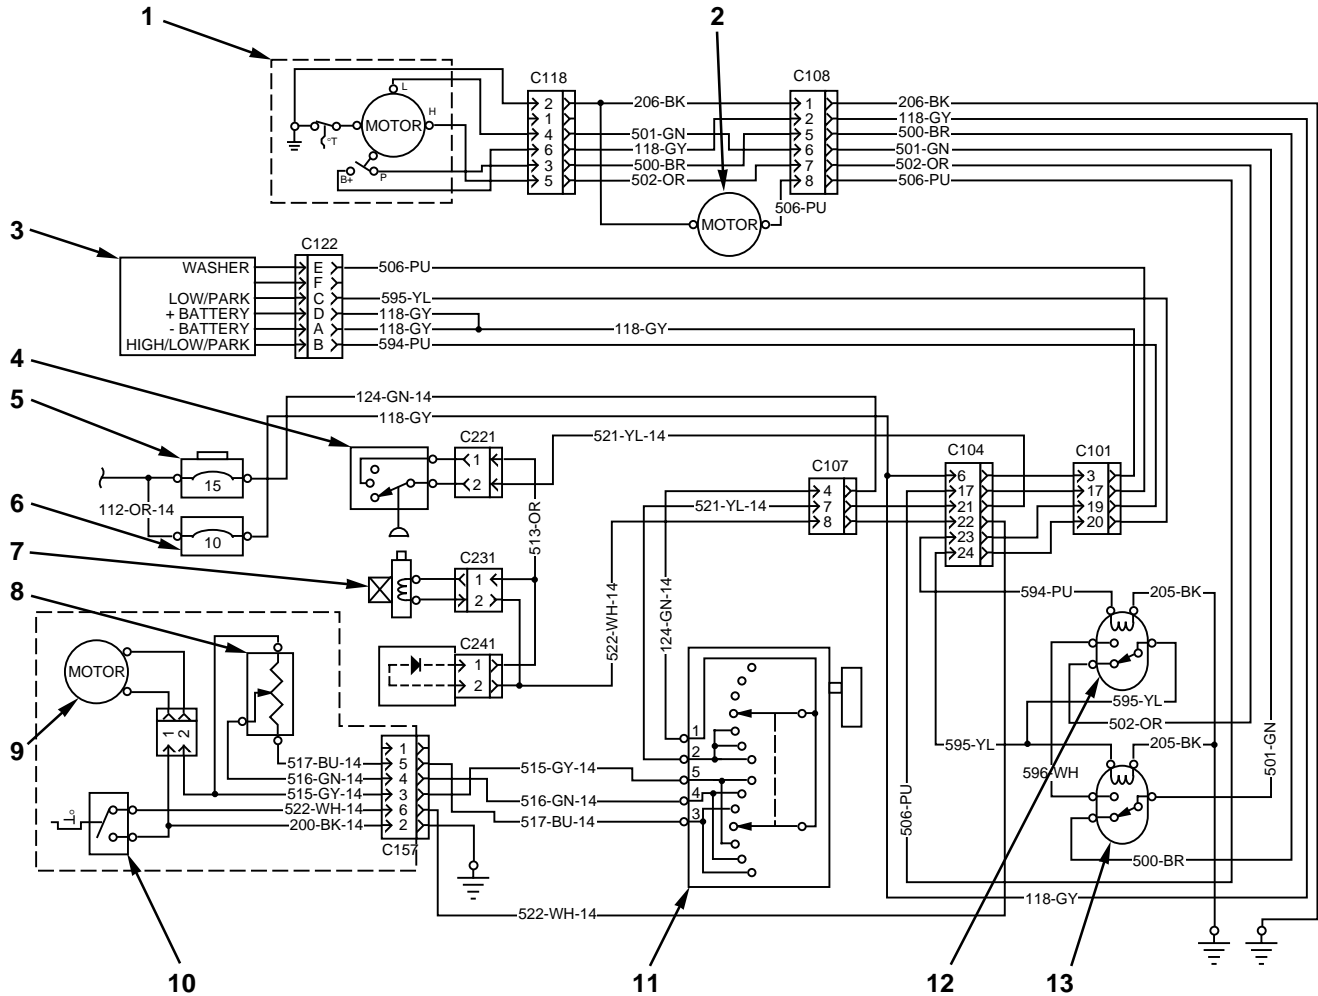 1
2
C118
C108
L
H
MOTOR
°T
B+
P
2
1
4
6
3
5
206-BK
501-GN
118-GY
500-BR
502-OR
1
2
5
6
7
8
206-BK
118-GY
500-BR
501-GN
502-OR
506-PU
MOTOR
506-PU
3
C122
WASHER
LOW/PARK
+ BATTERY
- BATTERY
HIGH/LOW/PARK
E
F
C
D
A
B
506-PU
595-YL
118-GY
118-GY
118-GY
594-PU
4
5
6
7
8
124-GN-14
118-GY
C221
1
2
521-YL-14
15
112-OR-14
10
513-OR
C107
4
7
8
521-YL-14
C104
6
17
21
22
23
24
C101
3
17
19
20
C231
1
2
C241
1
2
522-WH-14
124-GN-14
594-PU
205-BK
595-YL
502-OR
595-YL
205-BK
596-WH
501-GN
506-PU
500-BR
118-GY
MOTOR
9
1
2
517-BU-14
516-GN-14
515-GY-14
522-WH-14
200-BK-14
1
5
4
3
6
2
C157
515-GY-14
516-GN-14
517-BU-14
1
2
5
4
3
T°
522-WH-14
10
11
12
13